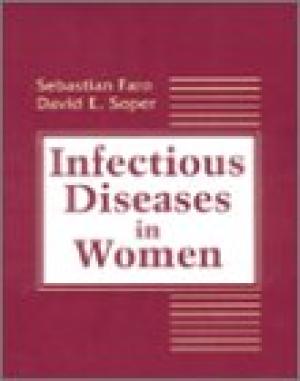 Sebastian Faro
David E. Soper
Infectious
Diseases
in
Women